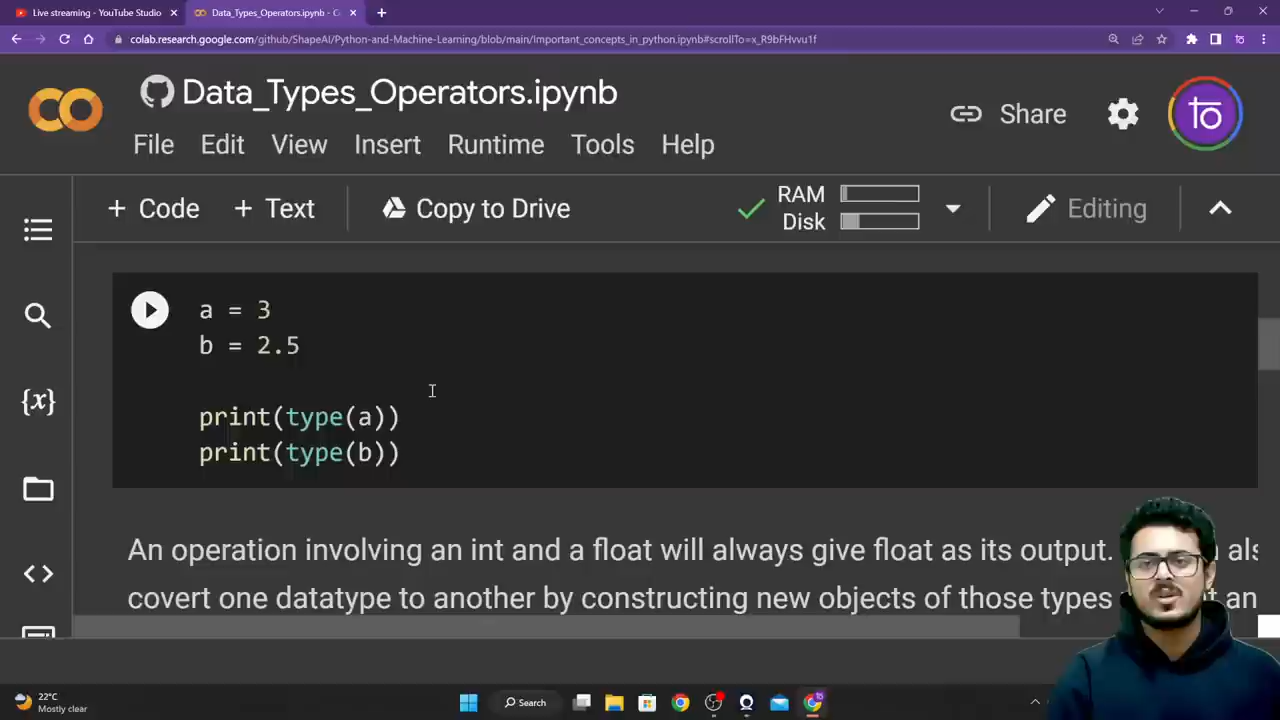 Live streaming - YouTube Studio
Data_Types_Operators.ipynb - C
colab.research.google.com/github/ShapeAI/Python-and-Machine-Learning/blob/main/Important_concepts_in_python.ipynb#scrollTo=x_R9bFHvvu1f
Data_Types_Operators.ipynb
Share
to
File Edit View Insert Runtime Tools Help
+ Code + Text Copy to Drive
RAM
Disk
Editing
{x}
a = 3
b = 2.5
print(type(a))
print(type(b))
An operation involving an int and a float will always give float as its output.
covert one datatype to another by constructing new objects of those types
22°C
Mostly clear
Search